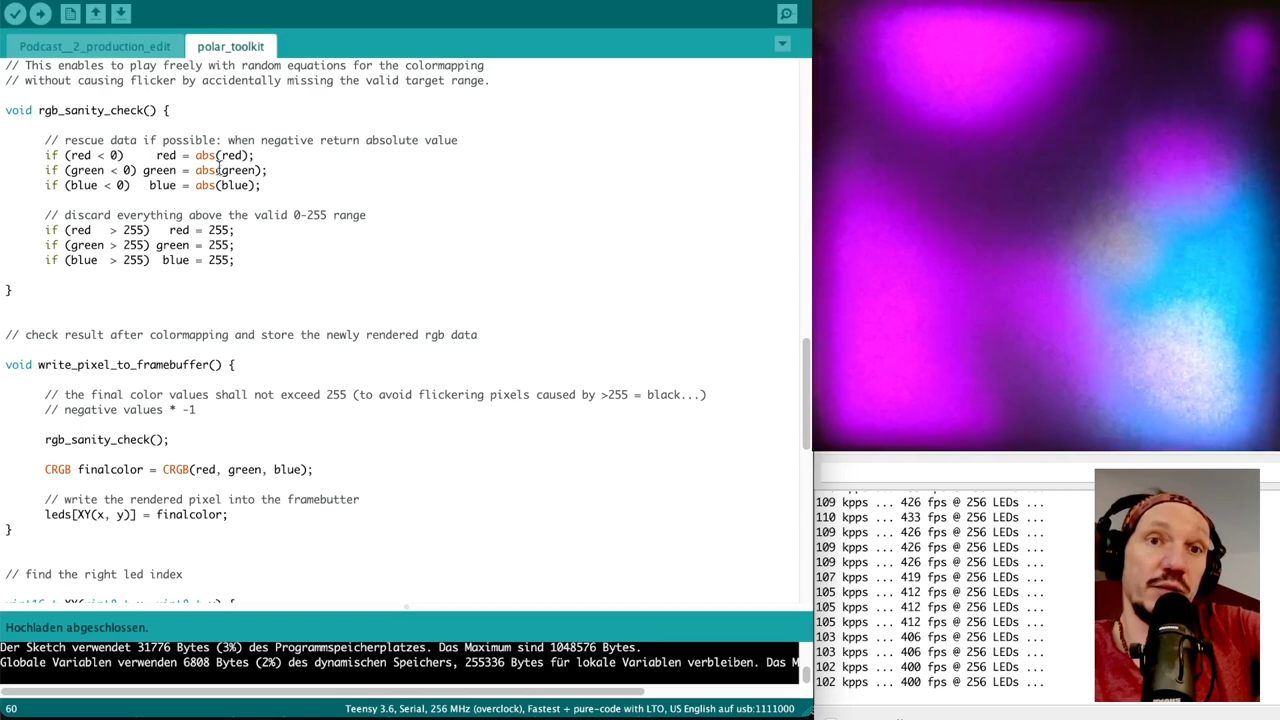 Podcast__2_production_edit
polar_toolkit
// This enables to play freely with random equations for the colormapping
// without causing flicker by accidentally missing the valid target range.
void rgb_sanity_check() {
// rescue data if possible: when negative return absolute value
if (red < 0)     red = abs(red);
if (green < 0) green = abs(green);
if (blue < 0)   blue = abs(blue);
// discard everything above the valid 0-255 range
if (red   > 255)   red = 255;
if (green > 255) green = 255;
if (blue  > 255)  blue = 255;
}
// check result after colormapping and store the newly rendered rgb data
void write_pixel_to_framebuffer() {
// the final color values shall not exceed 255 (to avoid flickering pixels caused by >255 = black...)
// negative values * -1
rgb_sanity_check();
CRGB finalcolor = CRGB(red, green, blue);
// write the rendered pixel into the framebutter
leds[XY(x, y)] = finalcolor;
}
// find the right led index
Hochladen abgeschlossen.
Der Sketch verwendet 31776 Bytes (3%) des Programmspeicherplatzes. Das Maximum sind 1048576 Bytes.
Globale Variablen verwenden 6808 Bytes (2%) des dynamischen Speichers, 255336 Bytes für lokale Variablen verbleiben. Das M
60
Teensy 3.6, Serial, 256 MHz (overclock), Fastest + pure-code with LTO, US English auf usb:1111000
109 kpps ... 426 fps @ 256 LEDs ...
110 kpps ... 433 fps @ 256 LEDs ...
109 kpps ... 426 fps @ 256 LEDs ...
109 kpps ... 426 fps @ 256 LEDs ...
109 kpps ... 426 fps @ 256 LEDs ...
107 kpps ... 419 fps @ 256 LEDs ...
105 kpps ... 412 fps @ 256 LEDs ...
105 kpps ... 412 fps @ 256 LEDs ...
105 kpps ... 412 fps @ 256 LEDs ...
103 kpps ... 406 fps @ 256 LEDs ...
103 kpps ... 406 fps @ 256 LEDs ...
102 kpps ... 400 fps @ 256 LEDs ...
102 kpps ... 400 fps @ 256 LEDs ...